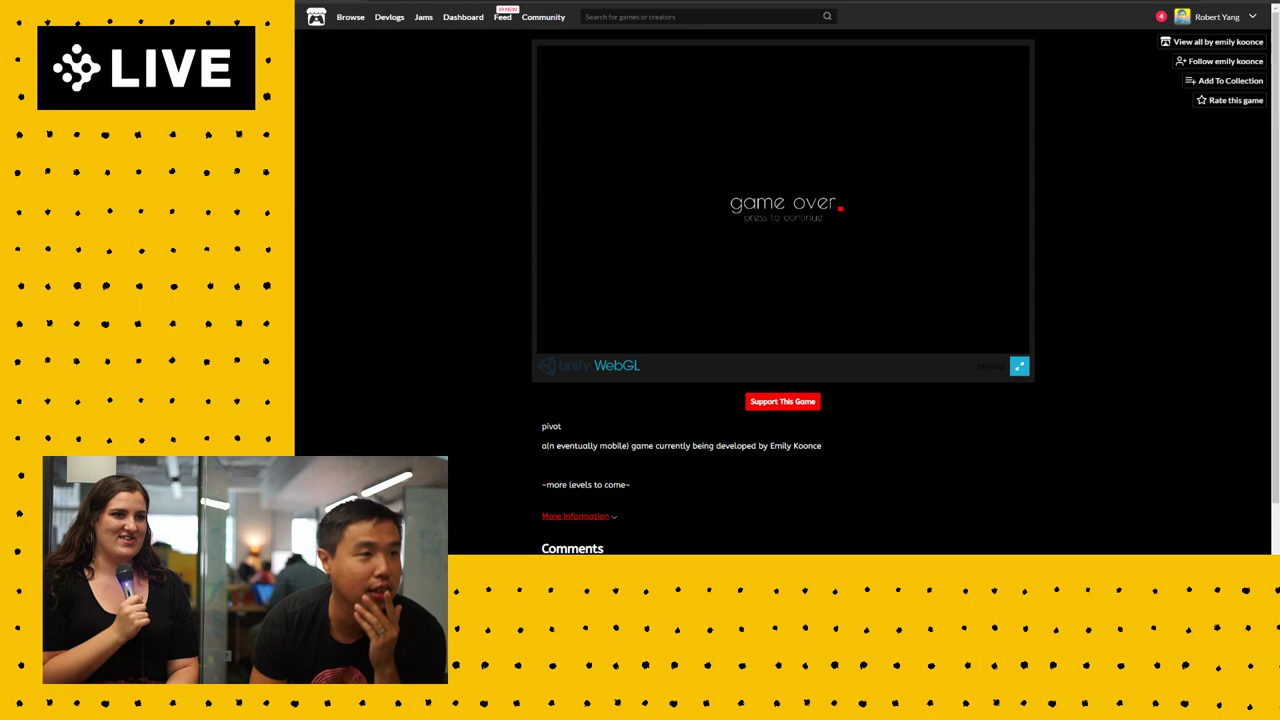 LIVE
Browse
Devlogs
Jams
Dashboard
99 NEW
Feed
Community
Search for games or creators
4
Robert Yang
View all by emily koonce
Follow emily koonce
Add To Collection
Rate this game
game over.
press to continue
unity WebGL
tanked
Support This Game
pivot
a(n eventually mobile) game currently being developed by Emily Koonce
~more levels to come~
More information
Comments